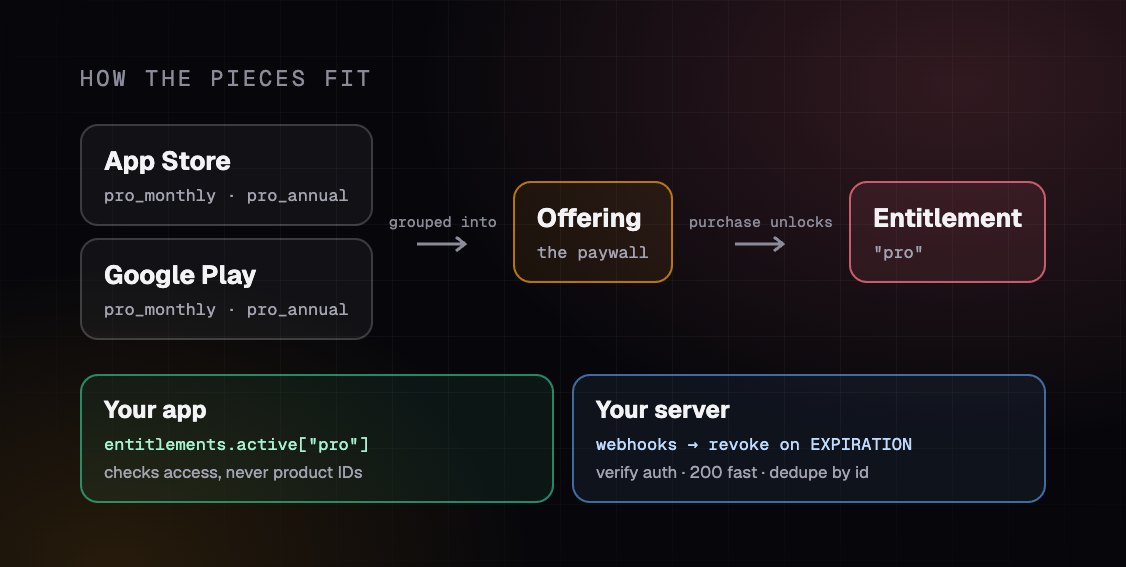 HOW THE PIECES FIT
App Store
pro_monthly · pro_annual
Google Play
pro_monthly · pro_annual
grouped into
→
Offering
the paywall
purchase unlocks
→
Entitlement
"pro"
Your app
entitlements.active["pro"]
checks access, never product IDs
Your server
webhooks → revoke on EXPIRATION
verify auth · 200 fast · dedupe by id